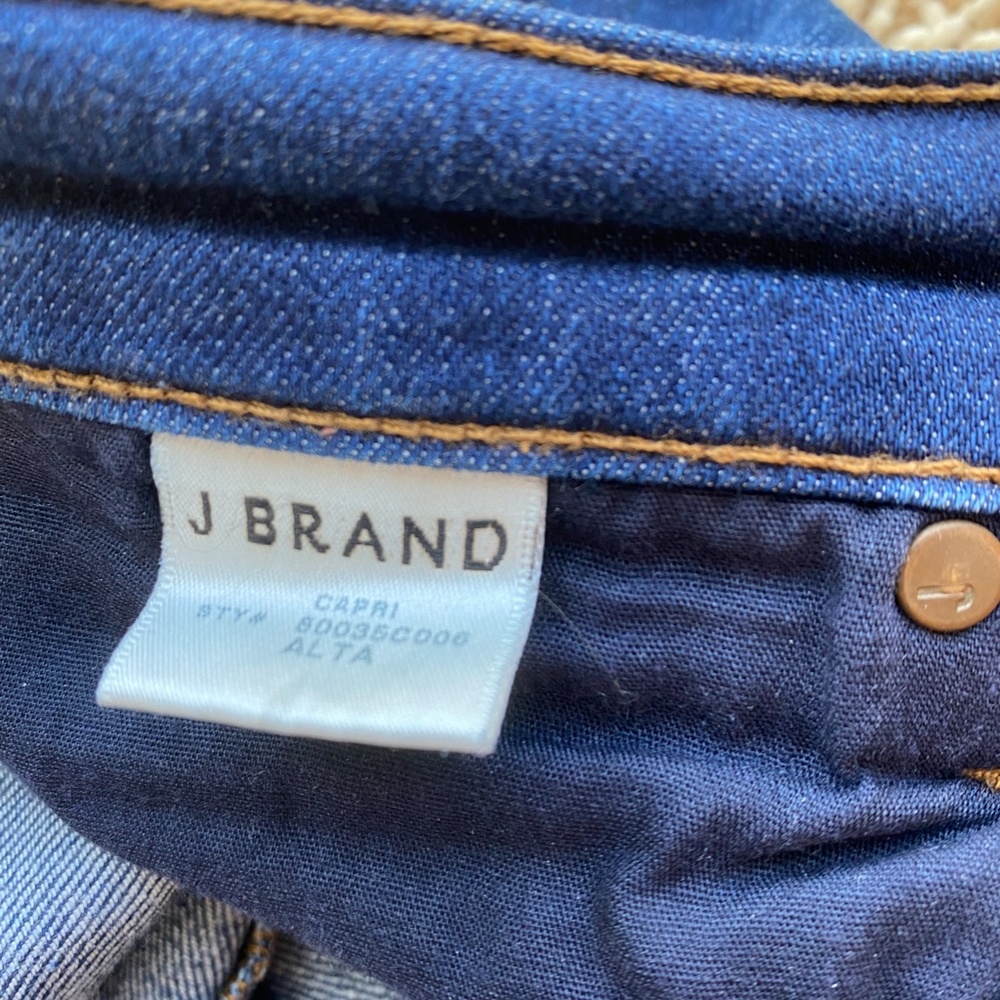 J BRAND
CAPRI
STY# 80035C006
ALTA
J